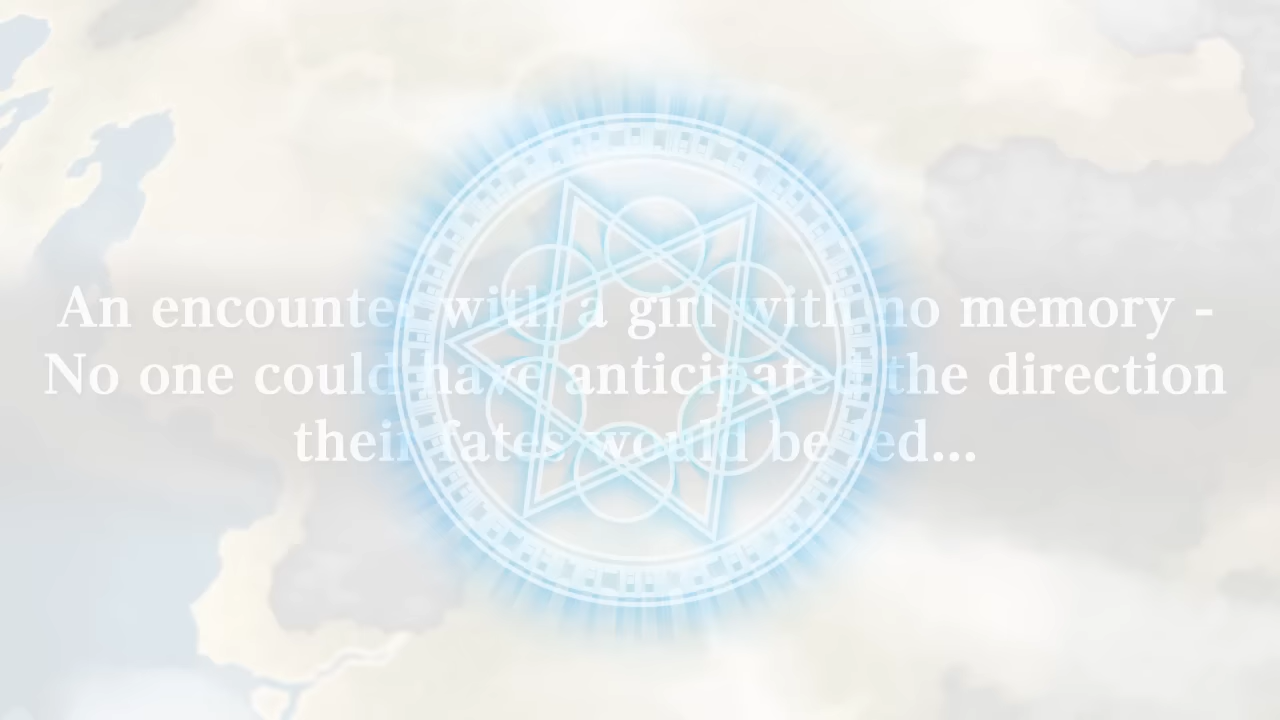 An encounter with a girl with no memory -
No one could have anticipated the direction
their fates would be led...